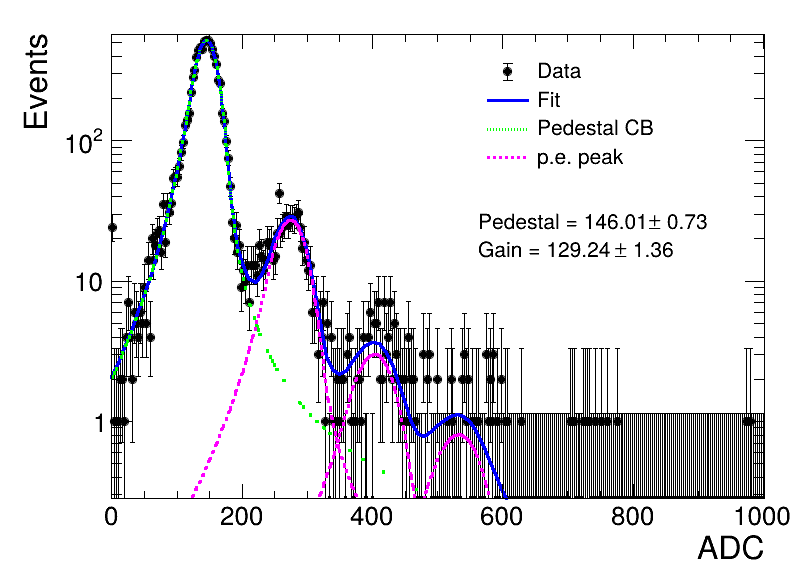 Events
Data
Fit
Pedestal CB
p.e. peak
Pedestal = 146.01± 0.73
Gain = 129.24 ± 1.36
10²
10
1
0 200 400 600 800 1000
ADC